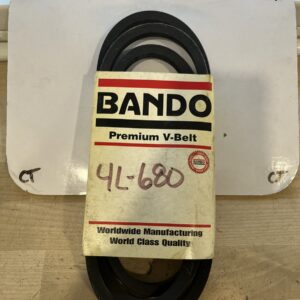 BANDO
Premium V-Belt
4L-680
CT
CT
Worldwide Manufacturing
World Class Quality